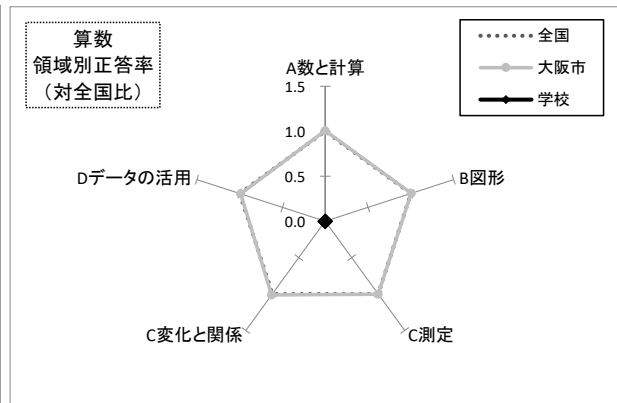 算数
領域別正答率
（対全国比）
全国
大阪市
学校
A数と計算
1.5
1.0
0.5
0.0
B図形
C測定
C変化と関係
Dデータの活用